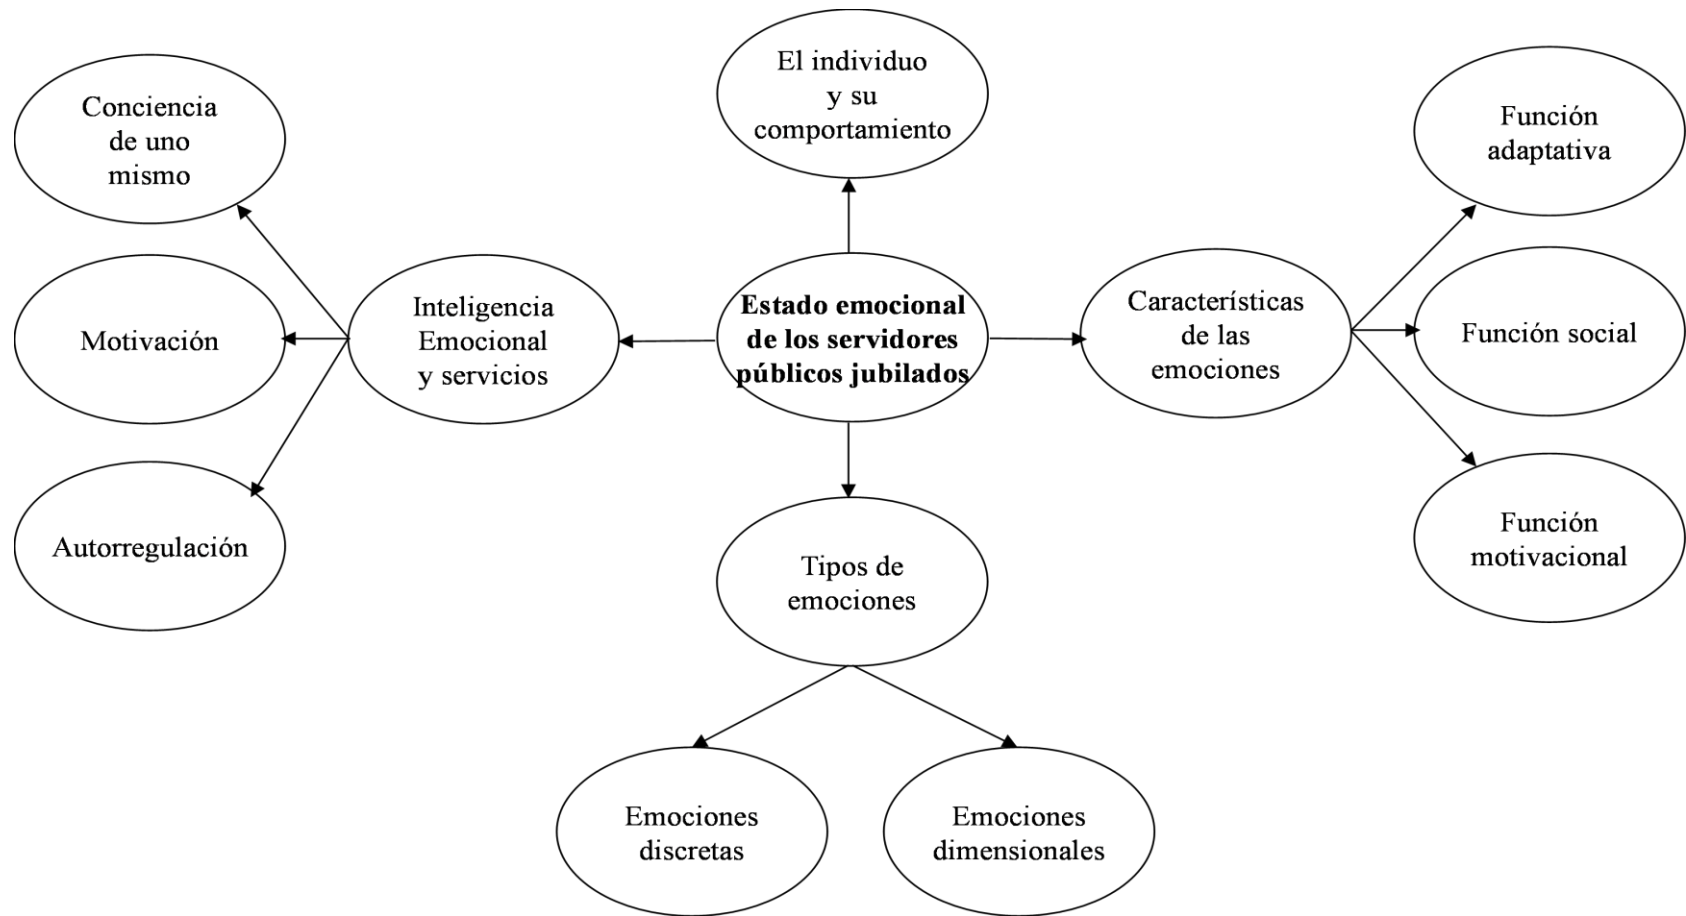 El individuo
y su
comportamiento
Conciencia
de uno
mismo
Función
adaptativa
Inteligencia
Emocional
y servicios
Estado emocional
de los servidores
públicos jubilados
Características
de las
emociones
Motivación
Función social
Autorregulación
Función
motivacional
Tipos de
emociones
Emociones
discretas
Emociones
dimensionales